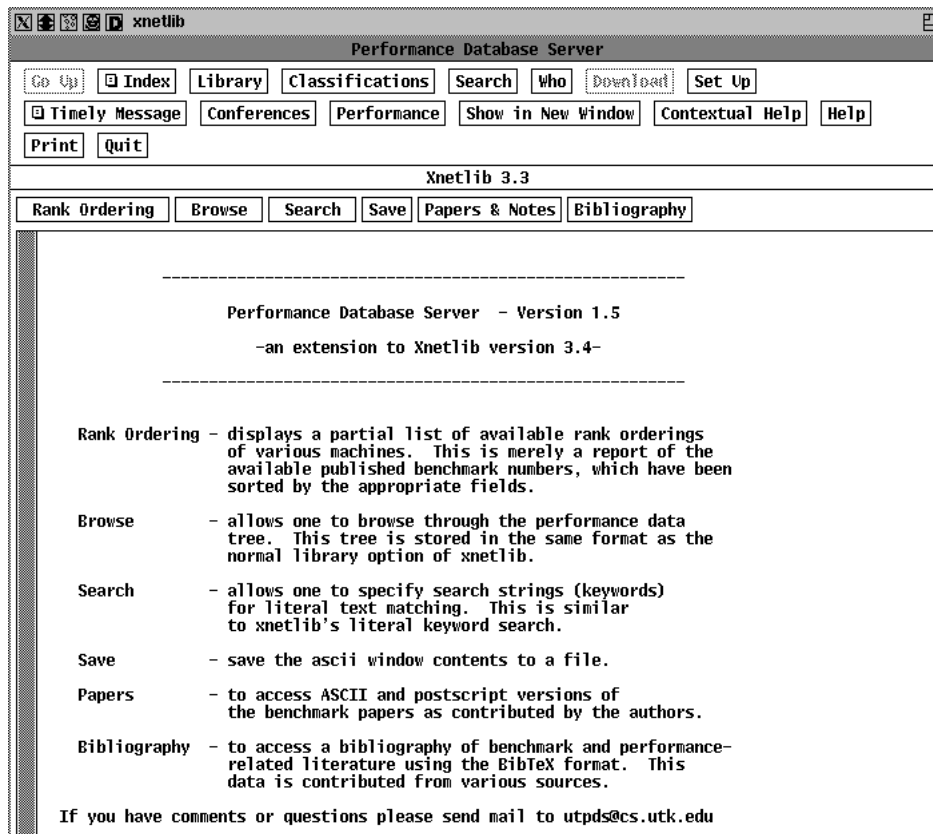 xnetlib
Performance Database Server
Go Up Index Library Classifications Search Who Download Set Up
Timely Message Conferences Performance Show in New Window Contextual Help Help
Print Quit
Xnetlib 3.3
Rank Ordering Browse Search Save Papers & Notes Bibliography
Performance Database Server - Version 1.5
-an extension to Xnetlib version 3.4-
Rank Ordering - displays a partial list of available rank orderings
of various machines. This is merely a report of the
available published benchmark numbers, which have been
sorted by the appropriate fields.
Browse - allows one to browse through the performance data
tree. This tree is stored in the same format as the
normal library option of xnetlib.
Search - allows one to specify search strings (keywords)
for literal text matching. This is similar
to xnetlib's literal keyword search.
Save - save the ascii window contents to a file.
Papers - to access ASCII and postscript versions of
the benchmark papers as contributed by the authors.
Bibliography - to access a bibliography of benchmark and performance-
related literature using the BibTeX format. This
data is contributed from various sources.
If you have comments or questions please send mail to utpds@cs.utk.edu